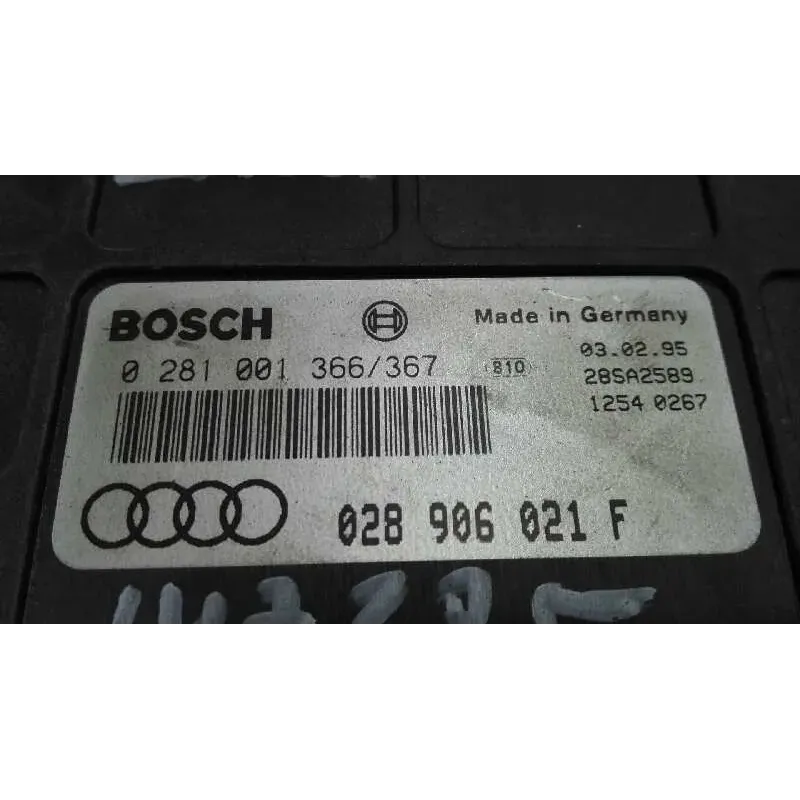 BOSCH
Made in Germany
0 281 001 366/367
810
03.02.95
28SA2589
1254 0267
028 906 021 F